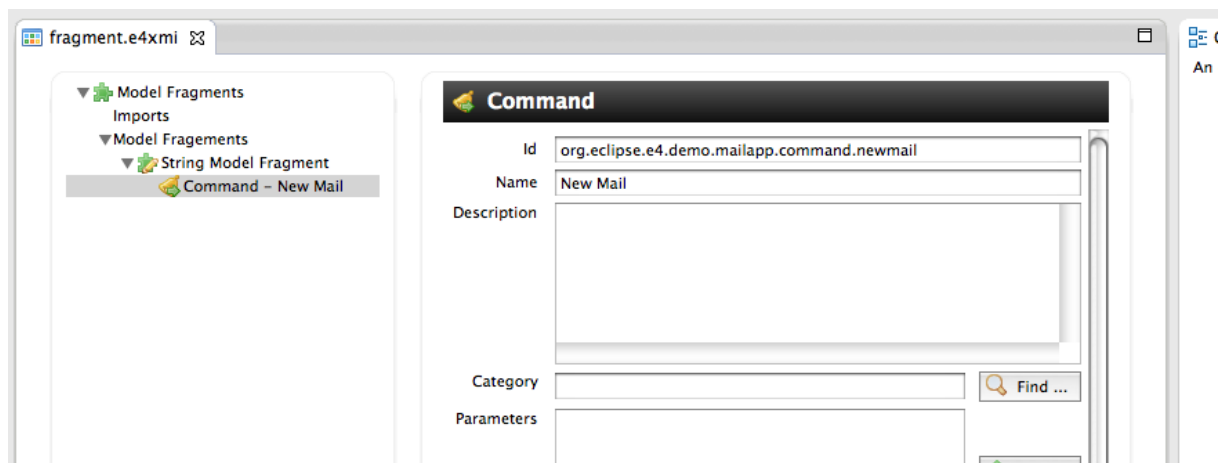 fragment.e4xmi
An
Model Fragments
Imports
Model Fragements
String Model Fragment
Command – New Mail
Command
Id org.eclipse.e4.demo.mailapp.command.newmail
Name New Mail
Description
Category Find ...
Parameters